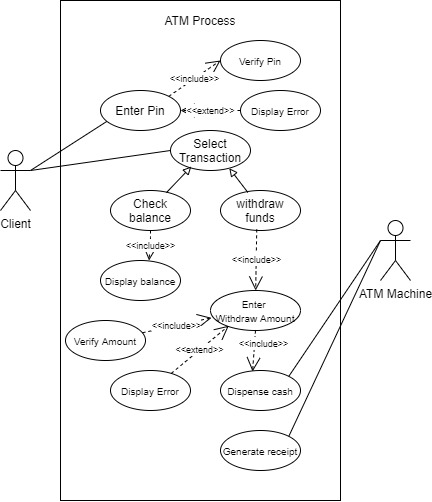 ATM Process
Verify Pin
<<include>>
Enter Pin
<<extend>>
Display Error
Select
Transaction
Client
Check
balance
withdraw
funds
<<include>>
<<include>>
Display balance
ATM Machine
Enter
Withdraw Amount
<<include>>
Verify Amount
<<include>>
<<extend>>
Display Error
Dispense cash
Generate receipt